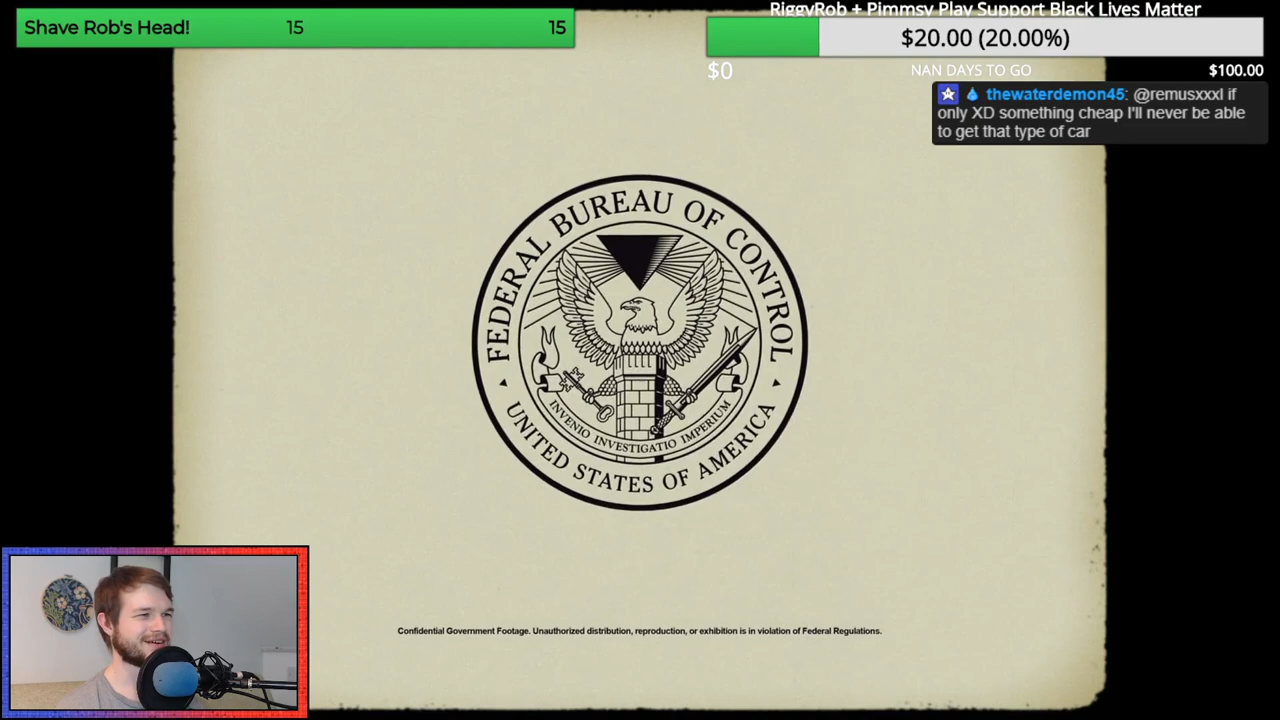 Shave Rob's Head! 15 15
RiggyRob + Pimmsy Play Support Black Lives Matter
$20.00 (20.00%)
$0 NAN DAYS TO GO $100.00
thewaterdemon45: @remusxxxl if
only XD something cheap I'll never be able
to get that type of car
FEDERAL BUREAU OF CONTROL
INVENIO INVESTIGATIO IMPERIUM
UNITED STATES OF AMERICA
Confidential Government Footage. Unauthorized distribution, reproduction, or exhibition is in violation of Federal Regulations.